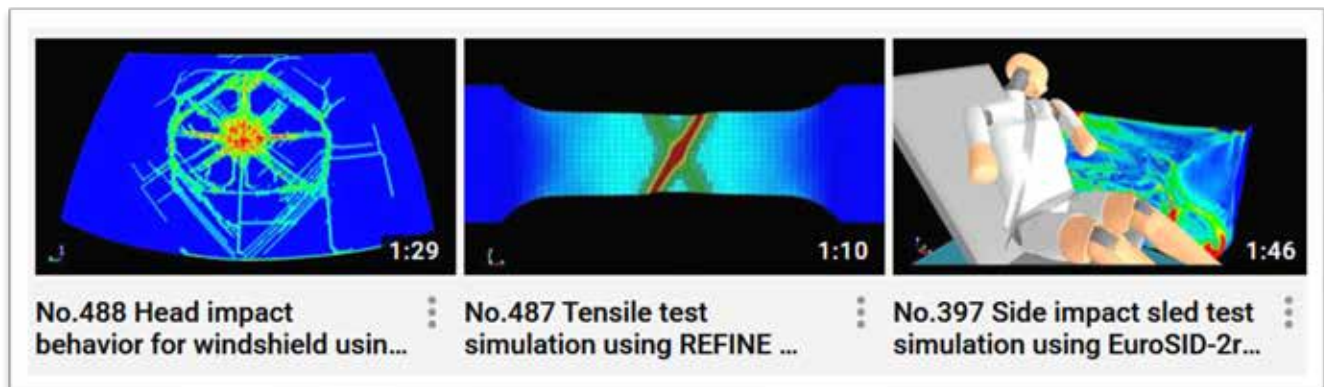 1:29
No.488 Head impact
behavior for windshield usin...
1:10
No.487 Tensile test
simulation using REFINE ...
1:46
No.397 Side impact sled test
simulation using EuroSID-2r...